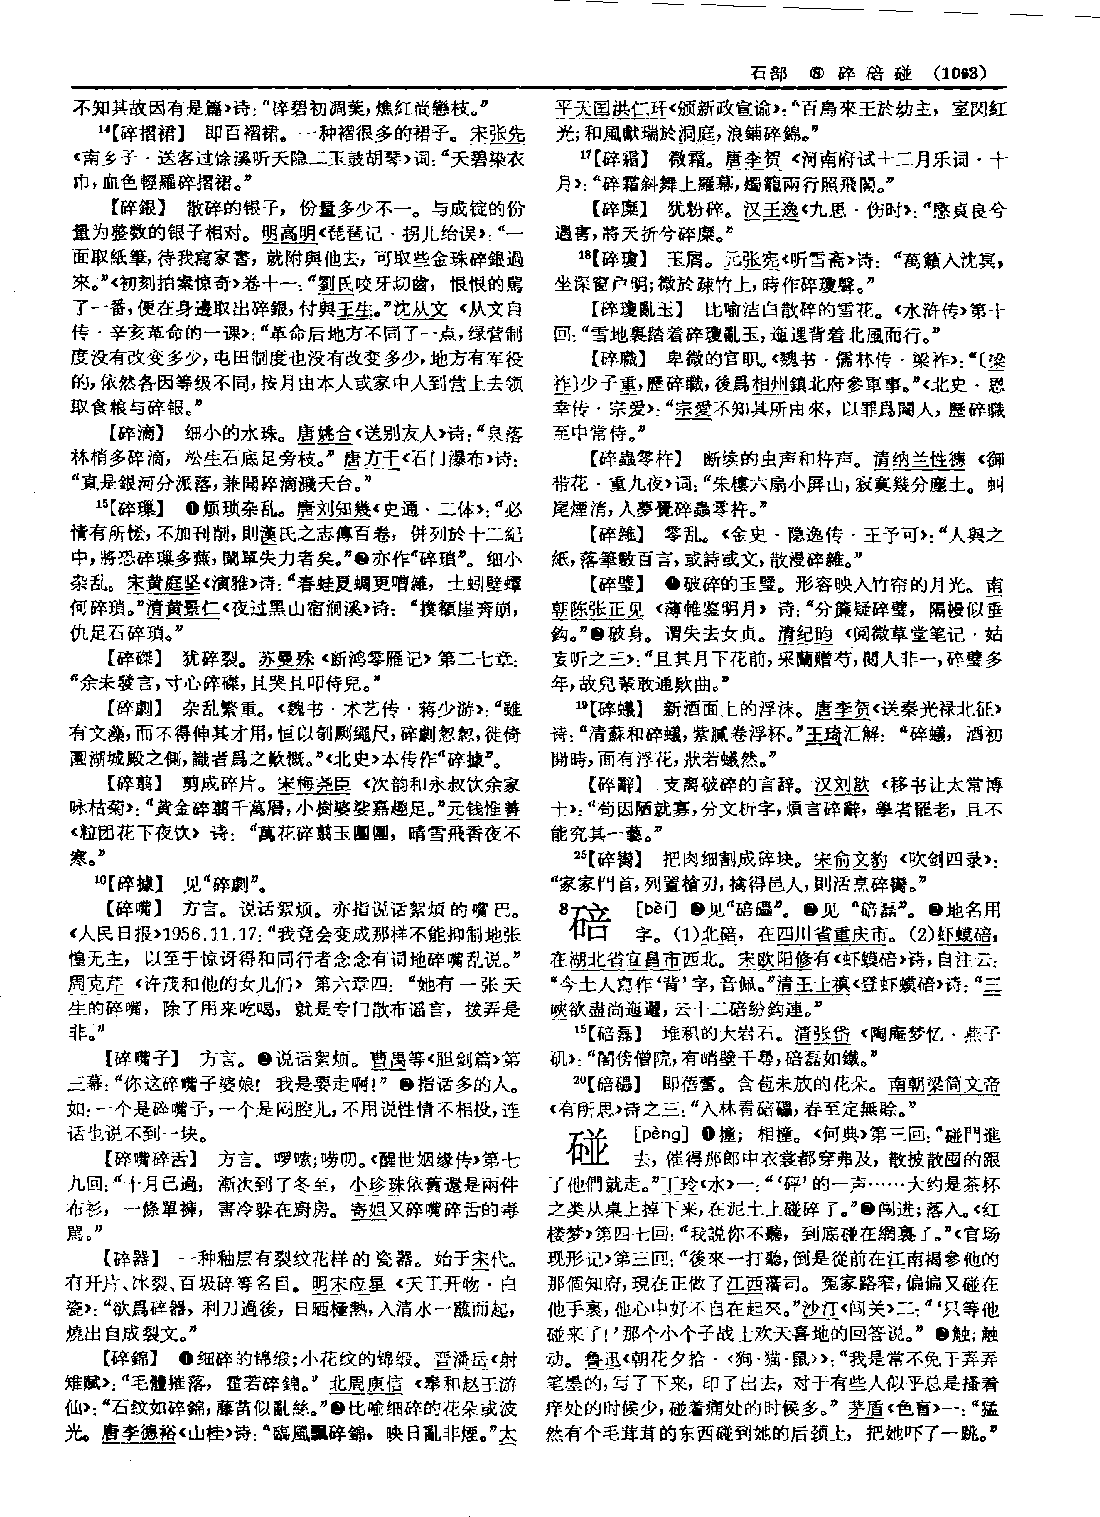 石部 ⑧ 碎 碚 碰 (1063)
不知其故因有是篇>诗:“碎碧初凋葉,燋紅尚戀枝。”
14【碎摺裙】 即百褶裙。一种褶很多的裙子。宋张先
《南乡子·送客过馀溪听天隐二玉鼓胡琴》词:“天碧染衣
巾,血色輕羅碎摺裙。”
【碎銀】 散碎的银子,份量多少不一。与成锭的份
量为整数的银子相对。明高明《琵琶记·拐儿绐误》:“一
面取紙筆,待我寫家書,就附與他去,可取些金珠碎銀過
來。”《初刻拍案惊奇》卷十一:“劉氏咬牙切齒,恨恨的罵
了一番,便在身邊取出碎銀,付與王生。”沈从文《从文自
传·辛亥革命的一课》:“革命后地方不同了一点,绿营制
度没有改变多少,屯田制度也没有改变多少,地方有军役
的,依然各因等级不同,按月由本人或家中人到营上去领
取食粮与碎银。”
【碎滴】 细小的水珠。唐姚合《送别友人》诗:“泉落
林梢多碎滴,松生石底足旁枝。”唐方干《石门瀑布》诗:
“直是銀河分派落,兼聞碎滴濺天台。”
15【碎璅】 ❶烦琐杂乱。唐刘知幾《史通·二体》:“必
情有所恡,不加刊削,則漢氏之志傳百卷,併列於十二紀
中,將恐碎璅多蕪,闌單失力者矣。”❷亦作“碎瑣”。细小
杂乱。宋黄庭坚《演雅》诗:“春蛙夏蜩更嘈雜,土蚓壁蟫
何碎瑣。”清黄景仁《夜过黑山宿涧溪》诗:“撲顱崖旁崩,
仇足石碎瑣。”
【碎磔】 犹碎裂。苏曼殊《断鸿零雁记》第二七章:
“余未發言,寸心碎磔,且哭且叩侍兒。”
【碎劇】 杂乱繁重。《魏书·术艺传·蒋少游》:“雖
有文藻,而不得伸其才用,恒以剞劂繩尺,碎劇怱怱,徙倚
園湖城殿之側,識者爲之歎慨。”《北史》本传作“碎據”。
【碎翦】 剪成碎片。宋梅尧臣《次韵和永叔饮余家
咏枯菊》:“黄金碎翦千萬層,小樹婆娑嘉趣足。”元钱惟善
《粒团花下夜饮》诗:“萬花碎翦玉團團,晴雪飛香夜不
寒。”
16【碎據】 见“碎劇”。
【碎嘴】 方言。说话絮烦。亦指说话絮烦的嘴巴。
《人民日报》1956.11.17:“我竟会变成那样不能抑制地张
惶无主,以至于惊讶得和同行者念念有词地碎嘴乱说。”
周克芹《许茂和他的女儿们》第六章四:“她有一张天
生的碎嘴,除了用来吃喝,就是专门散布谣言,拨弄是
非。”
【碎嘴子】 方言。❶说话絮烦。曹禺等《胆剑篇》第
三幕:“你这碎嘴子婆娘!我是要走啊!”❷指话多的人。
如:一个是碎嘴子,一个是闷腔儿,不用说性情不相投,连
话也说不到一块。
【碎嘴碎舌】 方言。啰嗦;唠叨。《醒世姻缘传》第七
九回:“十月已過,漸次到了冬至,小珍珠依舊還是兩件
布衫,一條單褲,害冷躲在厨房。寄姐又碎嘴碎舌的毒
駡。”
【碎器】 一种釉层有裂纹花样的瓷器。始于宋代。
有开片、冰裂、百圾碎等名目。明宋应星《天工开物·白
瓷》:“欲爲碎器,利刀過後,日晒極熱,入清水一蘸而起,
燒出自成裂文。”
【碎錦】 ❶细碎的锦缎;小花纹的锦缎。晋潘岳《射
雉赋》:“毛體摧落,霍若碎錦。”北周庾信《奉和赵王游
仙》:“石紋如碎錦,藤苗似亂絲。”❷比喻细碎的花朵或波
光。唐李德裕《山桂》诗:“臨風飄碎錦,映日亂非煙。”太
平天囯洪仁玕《颁新政宣谕》:“百鳥來王於幼主,室閃紅
光;和風獻瑞於洞庭,浪鋪碎錦。”
17【碎霜】 微霜。唐李贺《河南府试十二月乐词·十
月》:“碎霜斜舞上羅幕,燭籠兩行照飛閣。”
【碎糜】 犹粉碎。汉王逸《九思·伤时》:“愍貞良兮
遇害,將夭折兮碎糜。”
18【碎瓊】 玉屑。元张宪《听雪斋》诗:“萬籟入沈冥,
坐深窗户明;微於疎竹上,時作碎瓊聲。”
【碎瓊亂玉】 比喻洁白散碎的雪花。《水浒传》第十
回:“雪地裏踏着碎瓊亂玉,迤邐背着北風而行。”
【碎職】 卑微的官职。《魏书·儒林传·梁祚》:“〔梁
祚〕少子重,歷碎職,後爲相州鎮北府參軍事。”《北史·恩
幸传·宗爱》:“宗愛不知其所由來,以罪爲閹人,歷碎職
至中常侍。”
【碎蟲零杵】 断续的虫声和杵声。清纳兰性德《御
带花·重九夜》词:“朱樓六扇小屏山,寂寞幾分塵土。虯
尾煙消,人夢覺碎蟲零杵。”
【碎雜】 零乱。《金史·隐逸传·王予可》:“人與之
紙,落筆數百言,或詩或文,散漫碎雜。”
【碎璧】 ❶破碎的玉璧。形容映入竹帘的月光。南
朝陈张正见《薄帷鉴明月》诗:“分簾疑碎璧,隔幔似垂
鈎。”❷破身。谓失去女贞。清纪昀《阅微草堂笔记·姑
妄听之三》:“且其月下花前,采蘭贈芍,閱人非一,碎璧多
年,故兒輩敢通款曲。”
19【碎蟻】 新酒面上的浮沫。唐李贺《送秦光禄北征》
诗:“清蘇和碎蟻,紫膩卷浮杯。”王琦汇解:“碎蟻,酒初
開時,面有浮花,狀若蟻然。”
【碎辭】 支离破碎的言辞。汉刘歆《移书让太常博
士》:“苟因陋就寡,分文析字,煩言碎辭,學者罷老,且不
能究其一藝。”
25【碎臠】 把肉细割成碎块。宋俞文豹《吹剑四录》:
“家家門首,列置槍刃,擒得邑人,則活烹碎臠。”
8碚 [bèi] ❶见“碚礧”。❷见“碚磊”。❸地名用
字。(1)北碚,在四川省重庆市。(2)虾蟆碚,
在湖北省宜昌市西北。宋欧阳修有《虾蟆碚》诗,自注云:
“今土人寫作‘背’字,音佩。”清王士禛《登虾蟆碚》诗:“三
峽欲盡尚迤邐,云十二碚紛鈎連。”
15【碚磊】 堆积的大岩石。清张岱《陶庵梦忆·燕子
矶》:“閣傍僧院,有峭壁千尋,碚磊如鐵。”
20【碚礧】 即蓓蕾。含苞未放的花朵。南朝梁简文帝
《有所思》诗之三:“入林看碚礧,春至定無賒。”
碰 [pèng] ❶撞;相撞。《何典》第三回:“碰門進
去,催得那郎中衣裳都穿弗及,散披散囤的跟
了他們就走。”丁玲《水》一:“‘砰’的一声……大约是茶杯
之类从桌上掉下来,在泥土上碰碎了。”❷闯进;落入。《红
楼梦》第四七回:“我説你不聽,到底碰在網裏了。”《官场
现形记》第三回:“後來一打聽,倒是從前在江南揭參他的
那個知府,現在正做了江西藩司。冤家路窄,偏偏又碰在
他手裏,他心中好不自在起來。”沙汀《闯关》二:“‘只等他
碰来了!’那个小个子战士欢天喜地的回答说。”❸触;触
动。鲁迅《朝花夕拾·〈狗·猫·鼠〉》:“我是常不免于弄弄
笔墨的,写了下来,印了出去,对于有些人似乎总是搔着
痒处的时候少,碰着痛处的时候多。”茅盾《色盲》一:“猛
然有个毛茸茸的东西碰到她的后颈上,把她吓了一跳。”